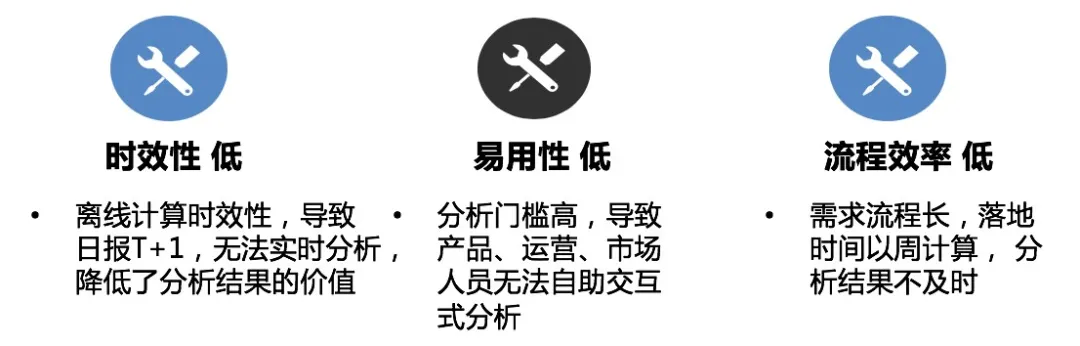 时效性 低
• 离线计算时效性，导致
日报T+1，无法实时分析，
降低了分析结果的价值
易用性 低
• 分析门槛高，导致
产品、运营、市场
人员无法自助交互
式分析
流程效率 低
• 需求流程长，落地
时间以周计算， 分
析结果不及时